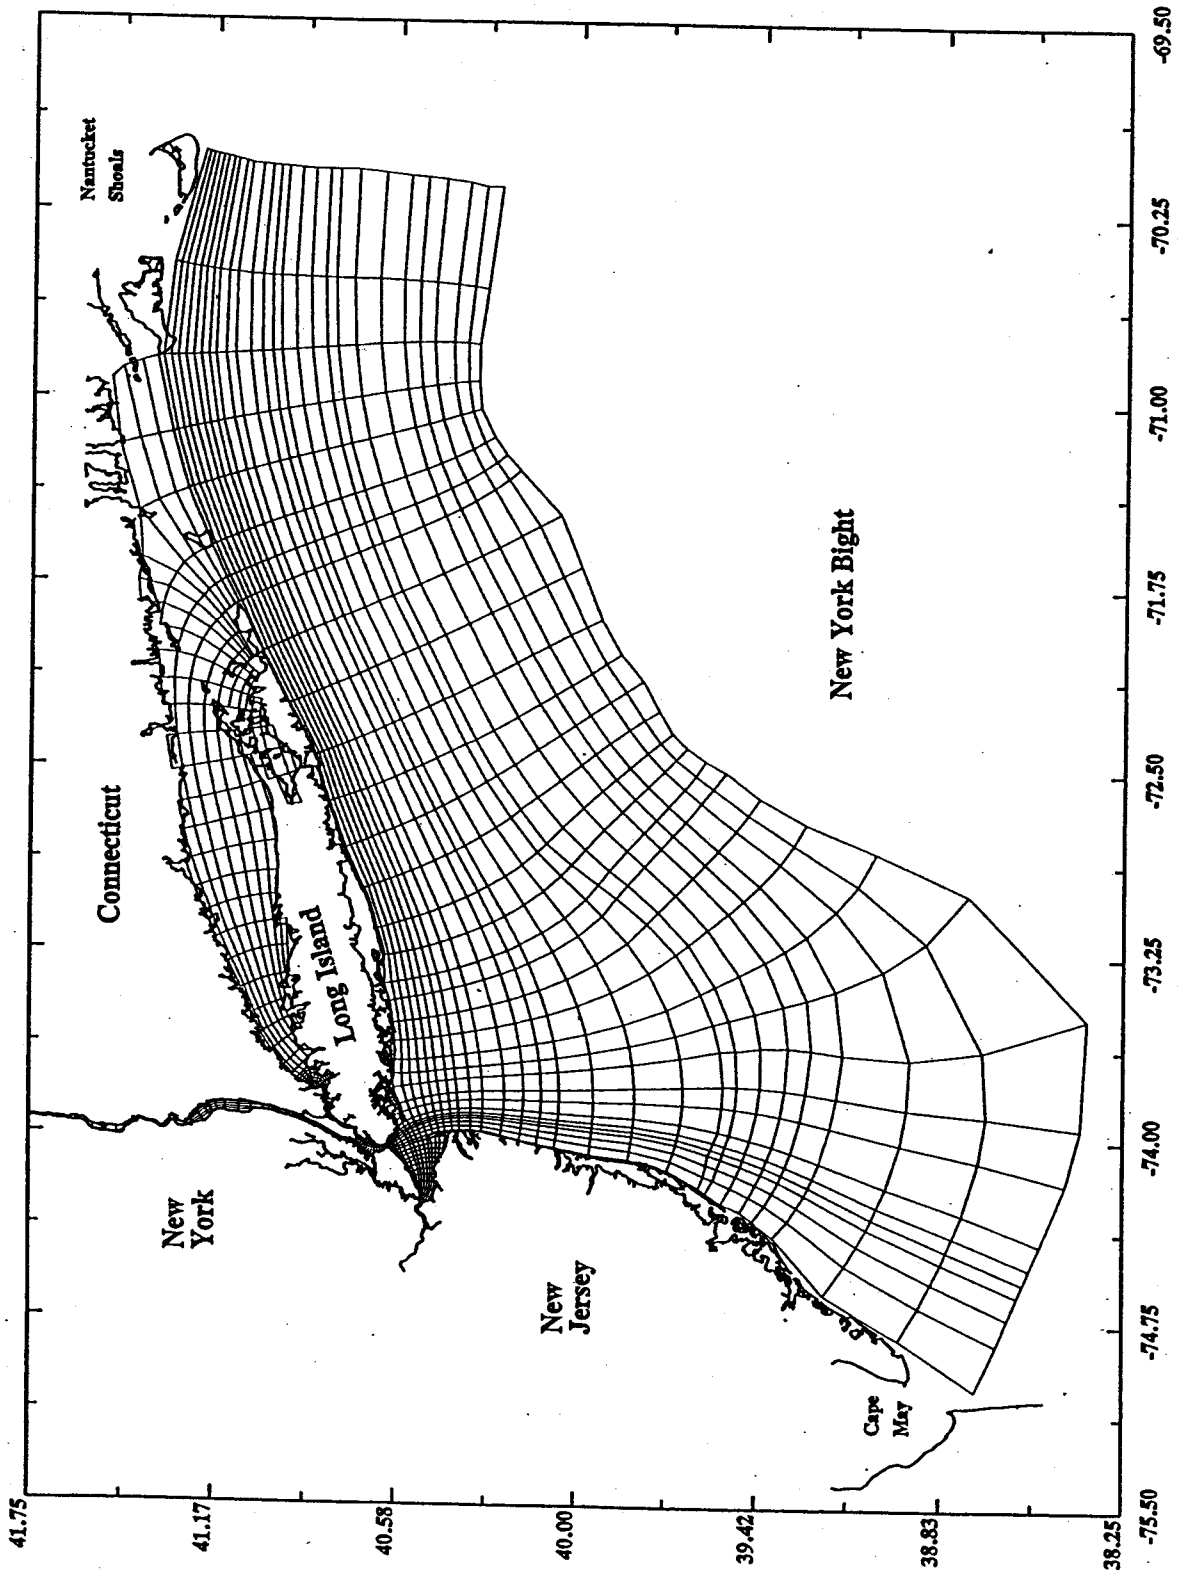 Nantucket
Shoals
Connecticut
Long Island
New
York
New
Jersey
Cape
May
New York Bight
41.75
41.17
40.58
40.00
39.42
38.83
38.25
-75.50
-74.75
-74.00
-73.25
-72.50
-71.75
-71.00
-70.25
-69.50